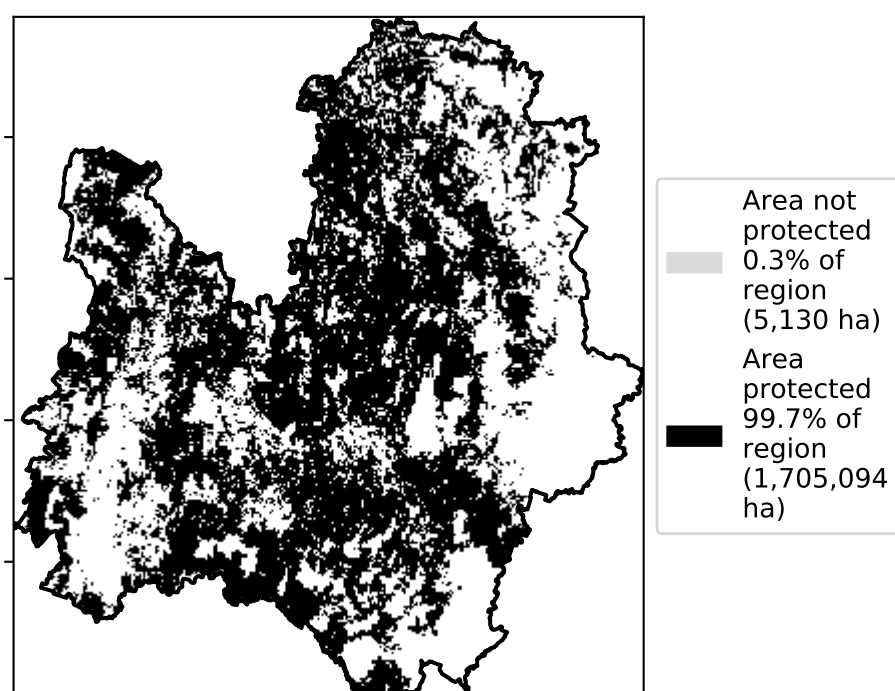 Area not
protected
0.3% of
region
(5,130 ha)
Area
protected
99.7% of
region
(1,705,094
ha)